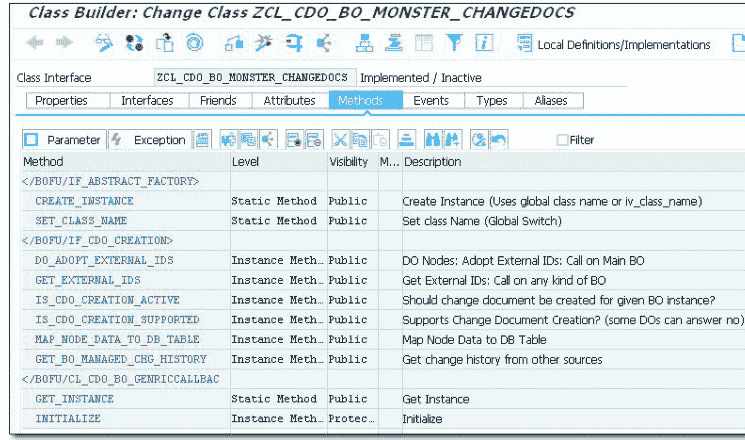 Class Builder: Change Class ZCL_CDO_BO_MONSTER_CHANGEDOCS
Local Definitions/Implementations
Class Interface ZCL_CDO_BO_MONSTER_CHANGEDOCS Implemented / Inactive
Properties Interfaces Friends Attributes Methods Events Types Aliases
Parameter Exception Filter
Method Level Visibility M... Description
</BOFU/IF_ABSTRACT_FACTORY>
CREATE_INSTANCE Static Method Public Create Instance (Uses global class name or iv_class_name)
SET_CLASS_NAME Static Method Public Set class Name (Global Switch)
</BOFU/IF_CDO_CREATION>
DO_ADOPT_EXTERNAL_IDS Instance Meth… Public DO Nodes: Adopt External IDs: Call on Main BO
GET_EXTERNAL_IDS Instance Meth… Public Get External IDs: Call on any kind of BO
IS_CDO_CREATION_ACTIVE Instance Meth… Public Should change document be created for given BO instance?
IS_CDO_CREATION_SUPPORTED Instance Meth… Public Supports Change Document Creation? (some DOs can answer no)
MAP_NODE_DATA_TO_DB_TABLE Instance Meth… Public Map Node Data to DB Table
GET_BO_MANAGED_CHG_HISTORY Instance Meth… Public Get change history from other sources
</BOFU/CL_CDO_BO_GENRICCALLBAC
GET_INSTANCE Static Method Public Get Instance
INITIALIZE Instance Meth… Protec… Initialize